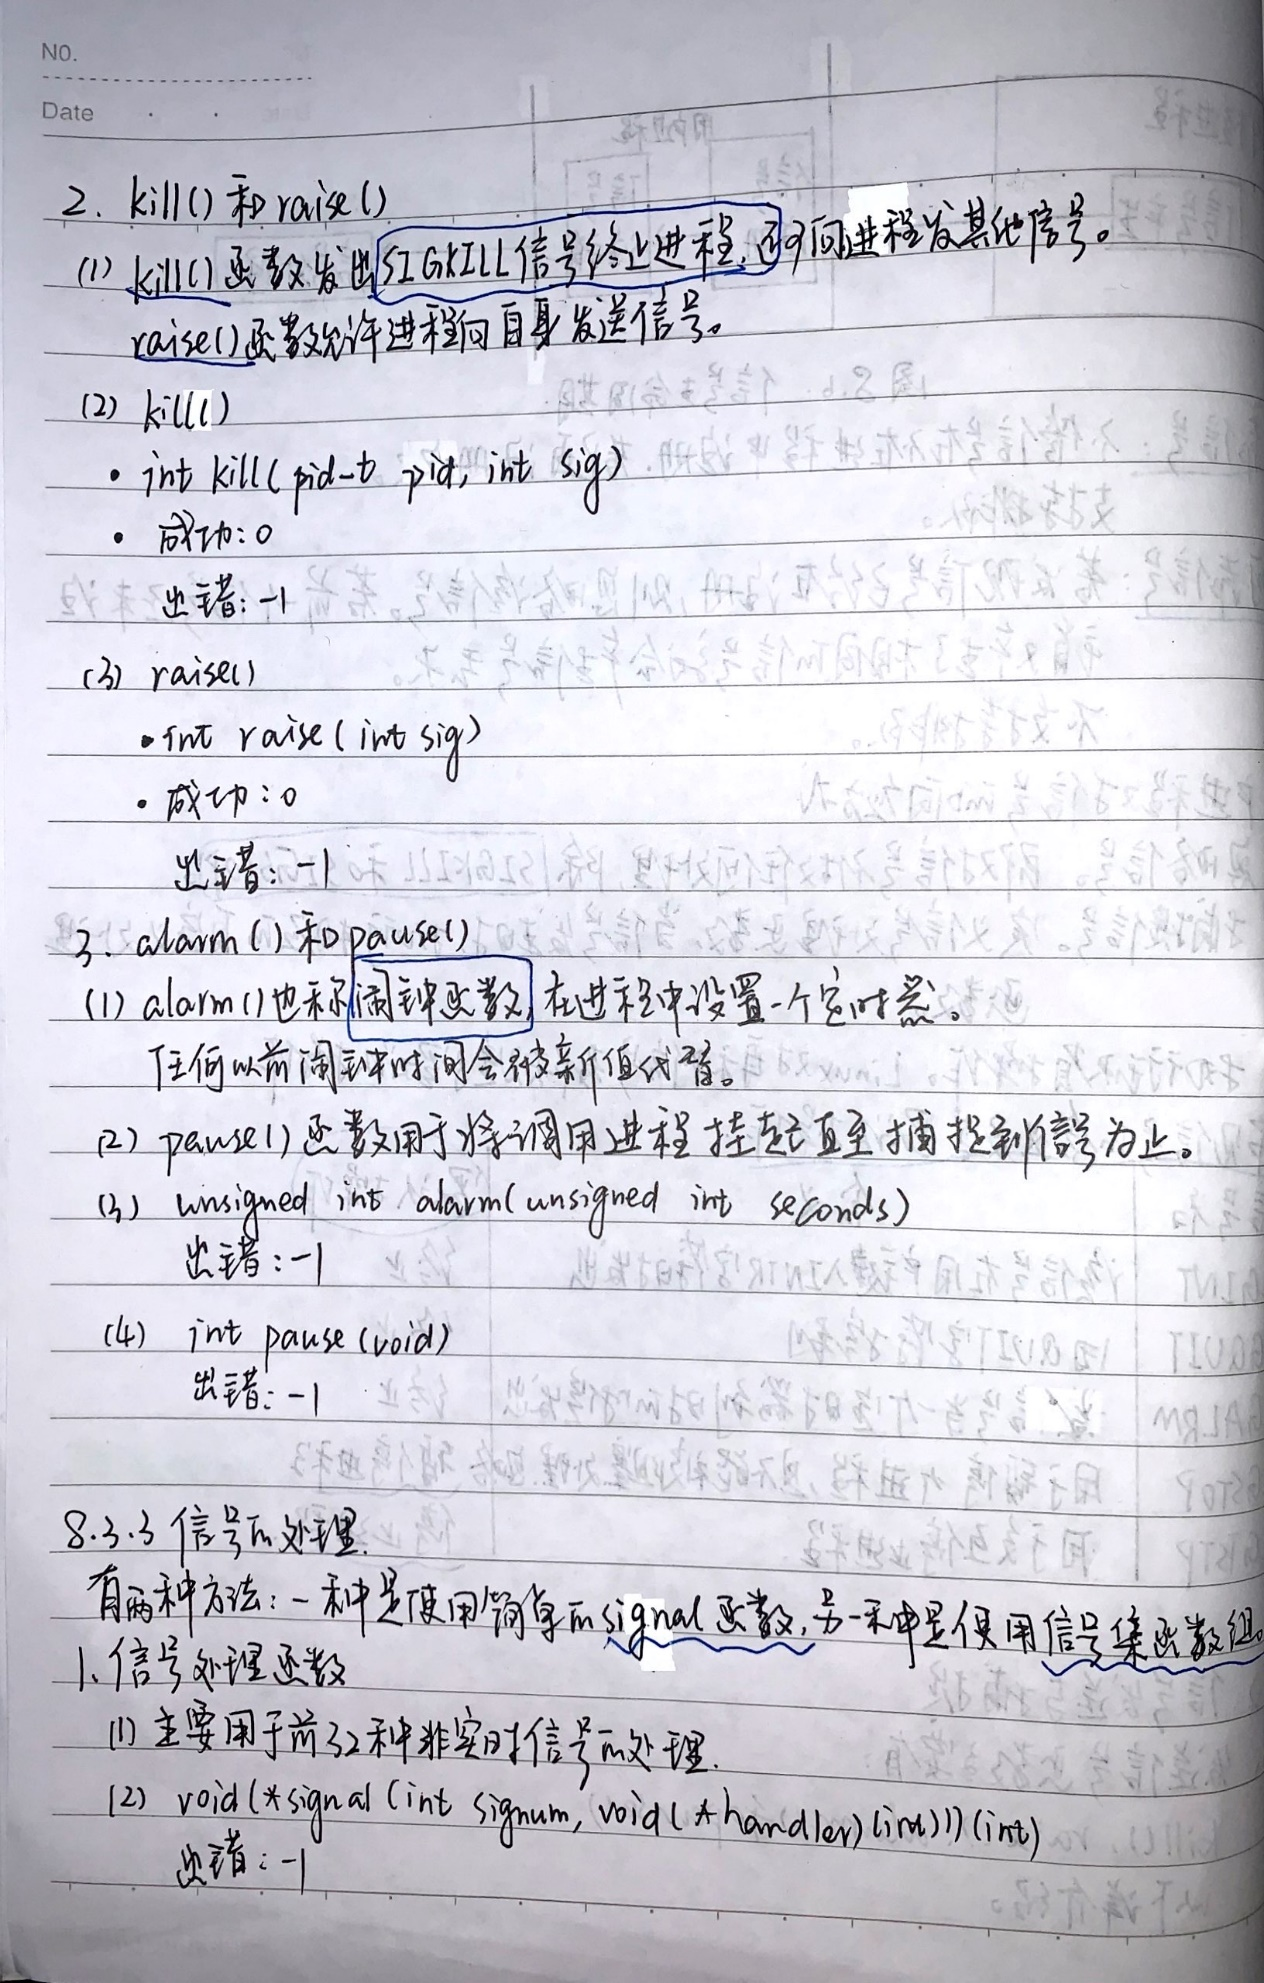 NO.
Date
2. kill()和raise()
(1) kill()函数发出SIGKILL信号终止进程,还可向进程发其他信号。
raise()函数允许进程向自身发送信号。
(2) kill()
• int kill(pid-t pid, int sig)
• 成功:0
出错:-1
(3) raise()
• int raise(int sig)
• 成功:0
出错:-1
3. alarm()和pause()
(1) alarm()也称闹钟函数,在进程中设置一个定时器。
任何以前闹钟时间会被新值代替。
(2) pause()函数用于将调用进程挂起直至捕捉到信号为止。
(3) unsigned int alarm(unsigned int seconds)
出错:-1
(4) int pause(void)
出错:-1
8.3.3 信号的处理.
有两种方法:一种是使用简单的signal函数,另一种是使用信号集函数组。
1.信号处理函数
(1) 主要用于前32种非实时信号的处理.
(2) void(*signal(int signum, void(*handler)(int)))(int)
出错:-1